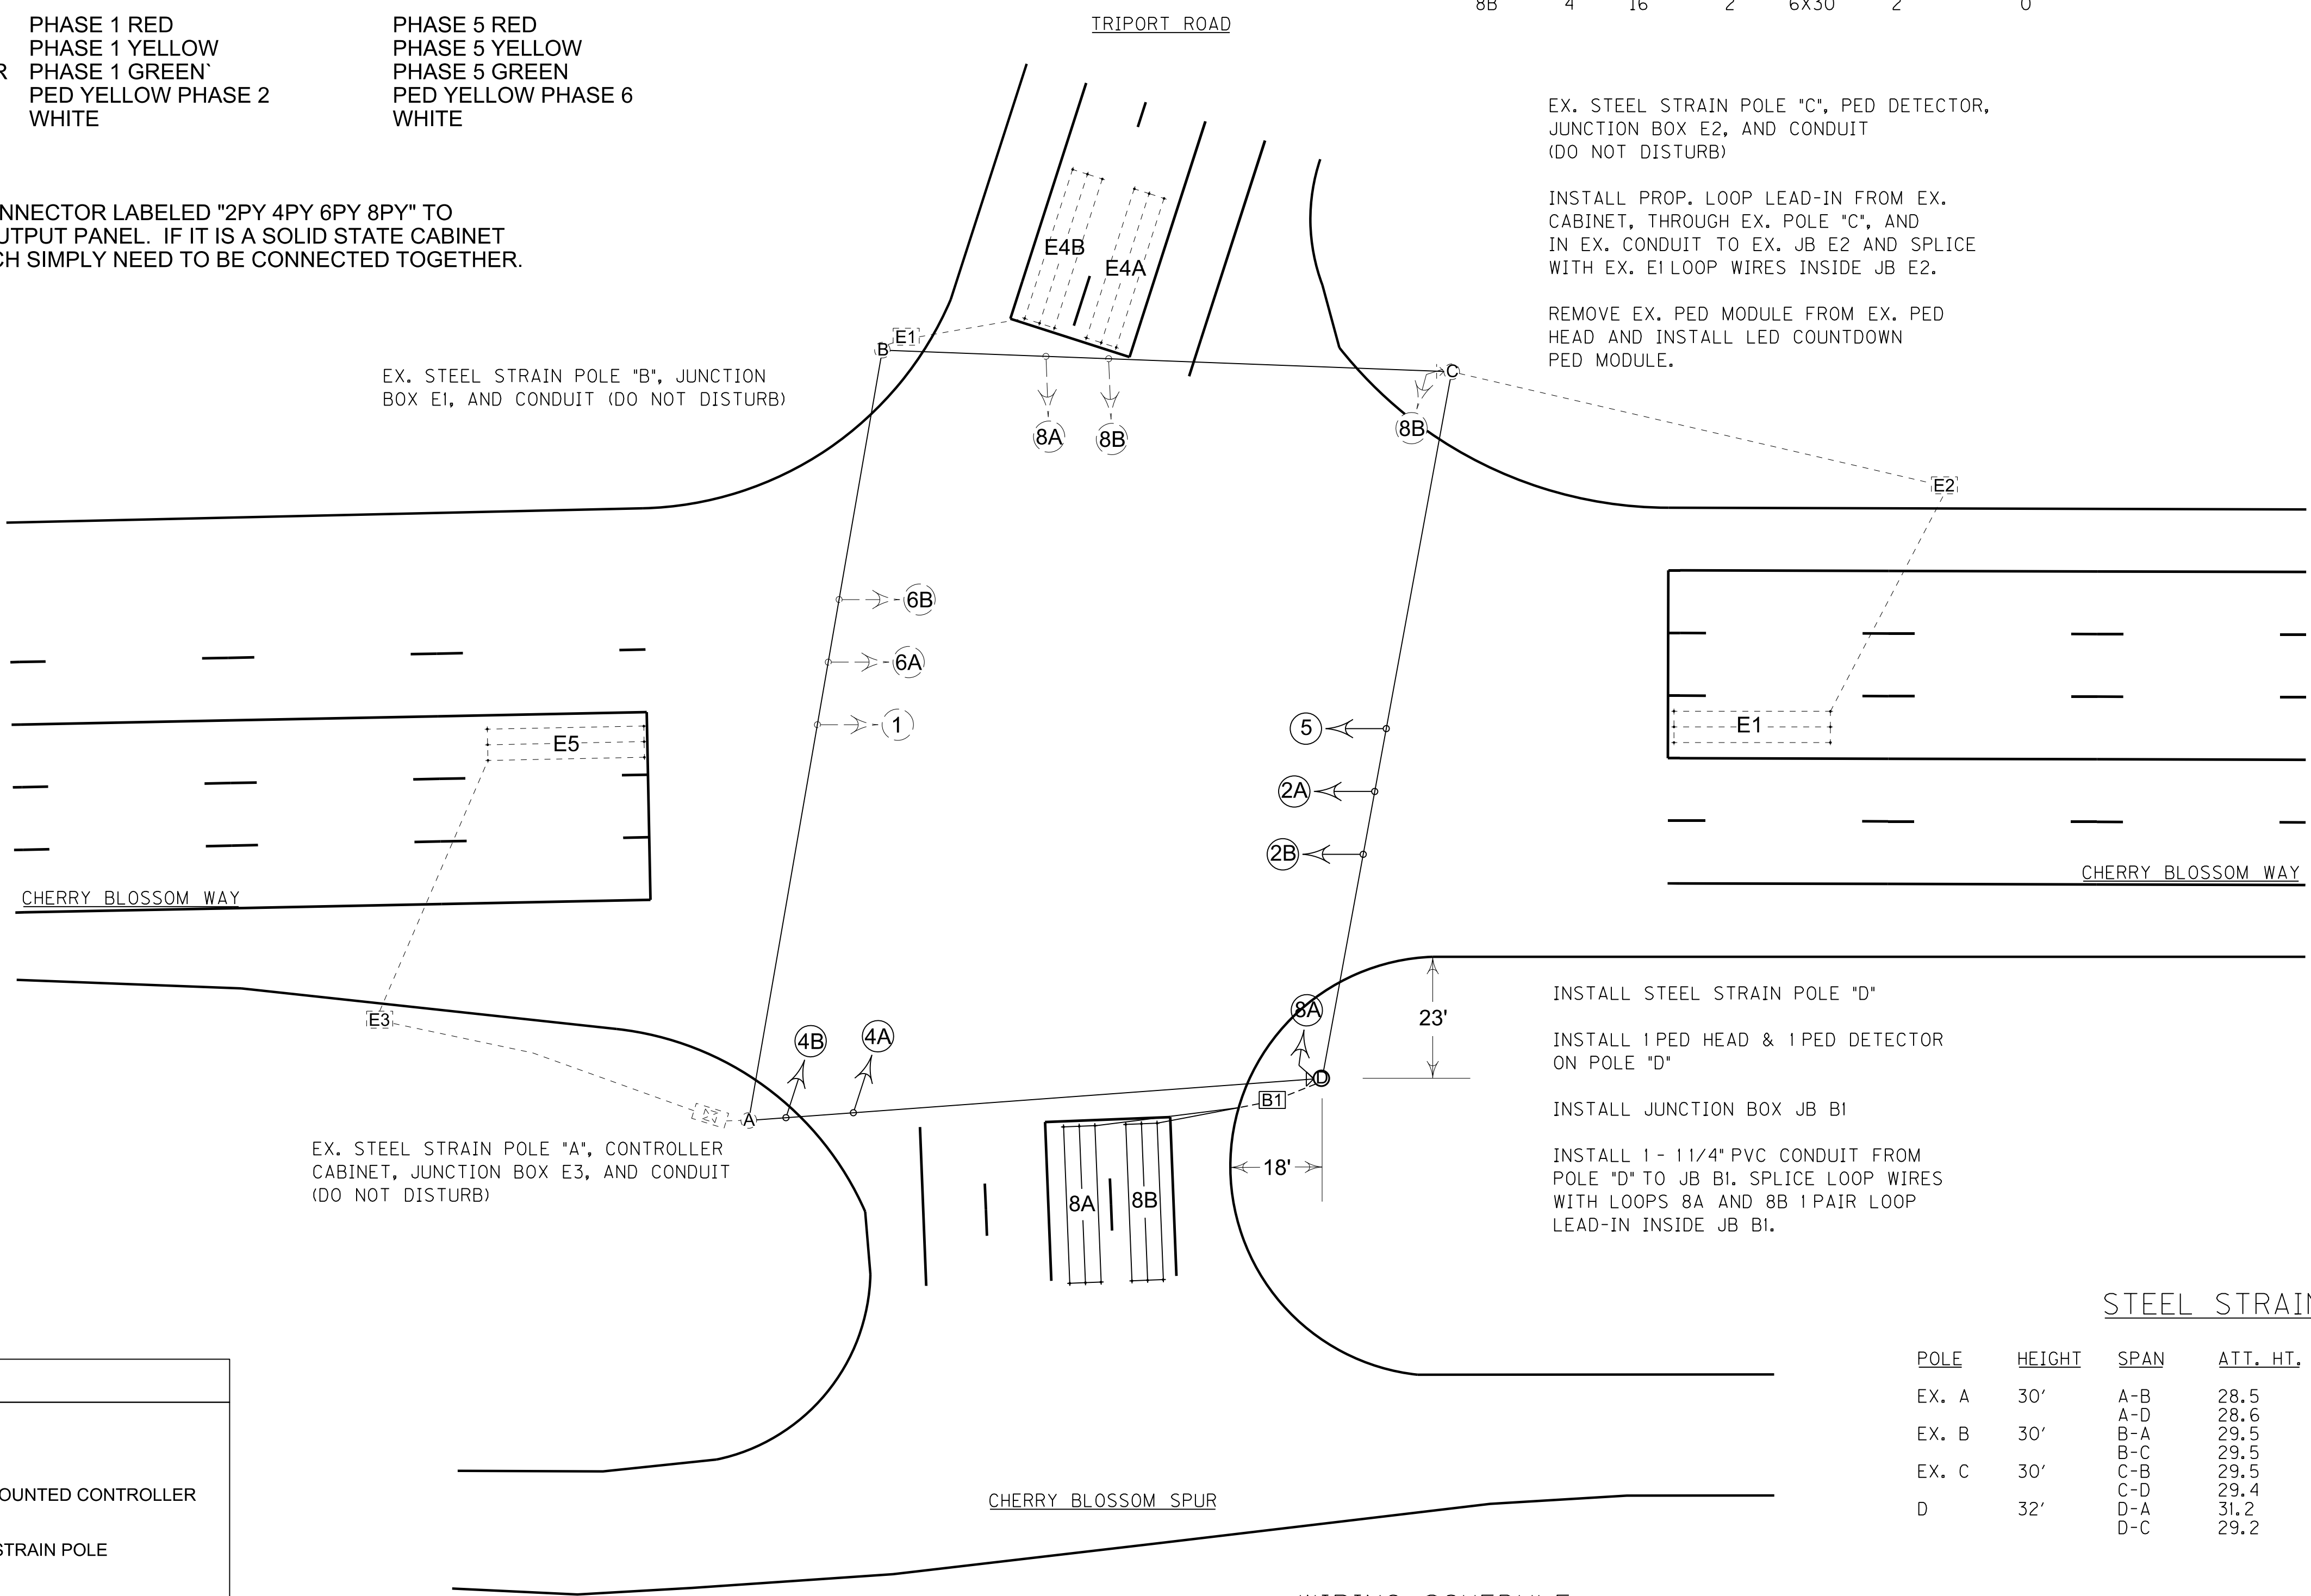 8B 4 16 2 6X30 2 0
PHASE 1 RED PHASE 5 RED
PHASE 1 YELLOW PHASE 5 YELLOW
R PHASE 1 GREEN` PHASE 5 GREEN
PED YELLOW PHASE 2 PED YELLOW PHASE 6
WHITE WHITE
NNECTOR LABELED "2PY 4PY 6PY 8PY" TO
UTPUT PANEL. IF IT IS A SOLID STATE CABINET
CH SIMPLY NEED TO BE CONNECTED TOGETHER.
TRIPORT ROAD
EX. STEEL STRAIN POLE "C", PED DETECTOR,
JUNCTION BOX E2, AND CONDUIT
(DO NOT DISTURB)
INSTALL PROP. LOOP LEAD-IN FROM EX.
CABINET, THROUGH EX. POLE "C", AND
IN EX. CONDUIT TO EX. JB E2 AND SPLICE
WITH EX. E1 LOOP WIRES INSIDE JB E2.
REMOVE EX. PED MODULE FROM EX. PED
HEAD AND INSTALL LED COUNTDOWN
PED MODULE.
E4B
E4A
E1
B
C
EX. STEEL STRAIN POLE "B", JUNCTION
BOX E1, AND CONDUIT (DO NOT DISTURB)
8A
8B
8B
E2
6B
6A
1
5
2A
2B
E5
E1
CHERRY BLOSSOM WAY
CHERRY BLOSSOM WAY
E3
4B
4A
8A
23'
A
D
B1
18'
8A
8B
EX. STEEL STRAIN POLE "A", CONTROLLER
CABINET, JUNCTION BOX E3, AND CONDUIT
(DO NOT DISTURB)
INSTALL STEEL STRAIN POLE "D"
INSTALL 1 PED HEAD & 1 PED DETECTOR
ON POLE "D"
INSTALL JUNCTION BOX JB B1
INSTALL 1 - 1 1/4" PVC CONDUIT FROM
POLE "D" TO JB B1. SPLICE LOOP WIRES
WITH LOOPS 8A AND 8B 1 PAIR LOOP
LEAD-IN INSIDE JB B1.
STEEL STRAIN
POLE HEIGHT SPAN ATT. HT.
EX. A 30' A-B 28.5
A-D 28.6
EX. B 30' B-A 29.5
B-C 29.5
EX. C 30' C-B 29.5
C-D 29.4
D 32' D-A 31.2
D-C 29.2
OUNTED CONTROLLER
STRAIN POLE
CHERRY BLOSSOM SPUR
WIRING SCHEDULE